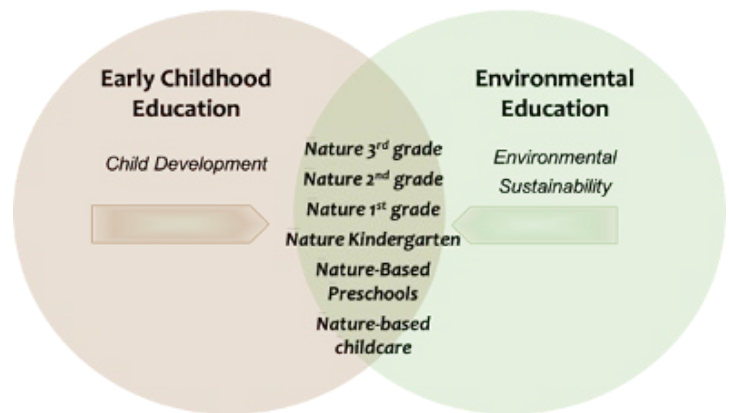 Early Childhood
Education
Child Development
Nature 3rd grade
Nature 2nd grade
Nature 1st grade
Nature Kindergarten
Nature-Based
Preschools
Nature-based
childcare
Environmental
Education
Environmental
Sustainability